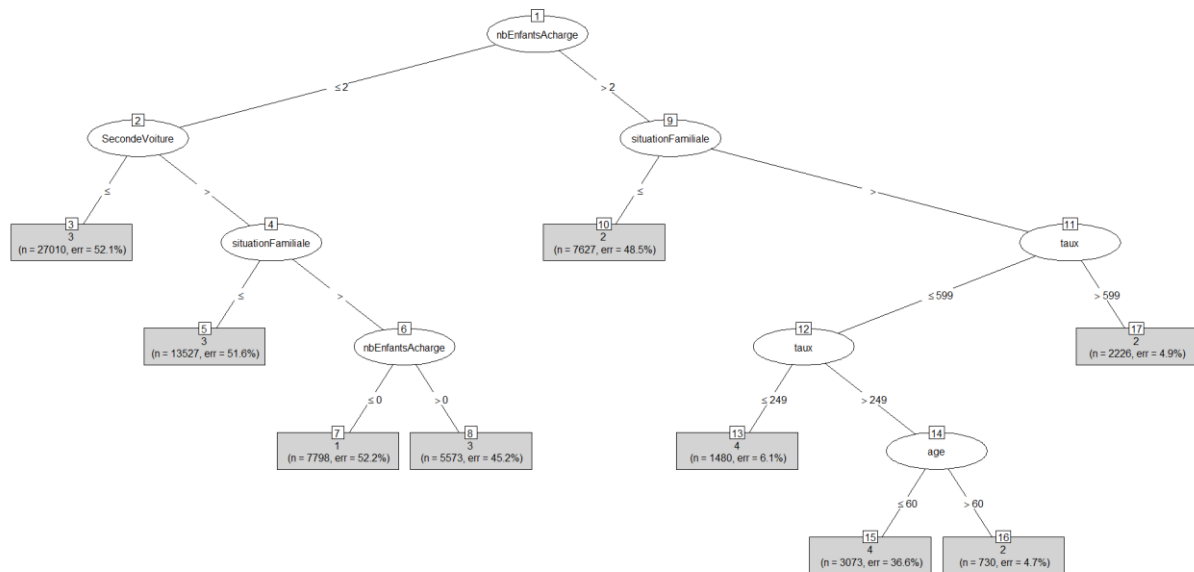 1
nbEnfantsAcharge
≤ 2
> 2
2
SecondeVoiture
9
situationFamiliale
≤
>
≤
>
3
3
(n = 27010, err = 52.1%)
4
situationFamiliale
10
2
(n = 7627, err = 48.5%)
11
taux
≤
>
≤ 599
> 599
5
3
(n = 13527, err = 51.6%)
6
nbEnfantsAcharge
12
taux
17
2
(n = 2226, err = 4.9%)
≤ 0
> 0
≤ 249
> 249
7
1
(n = 7798, err = 52.2%)
8
3
(n = 5573, err = 45.2%)
13
4
(n = 1480, err = 6.1%)
14
age
≤ 60
> 60
15
4
(n = 3073, err = 36.6%)
16
2
(n = 730, err = 4.7%)